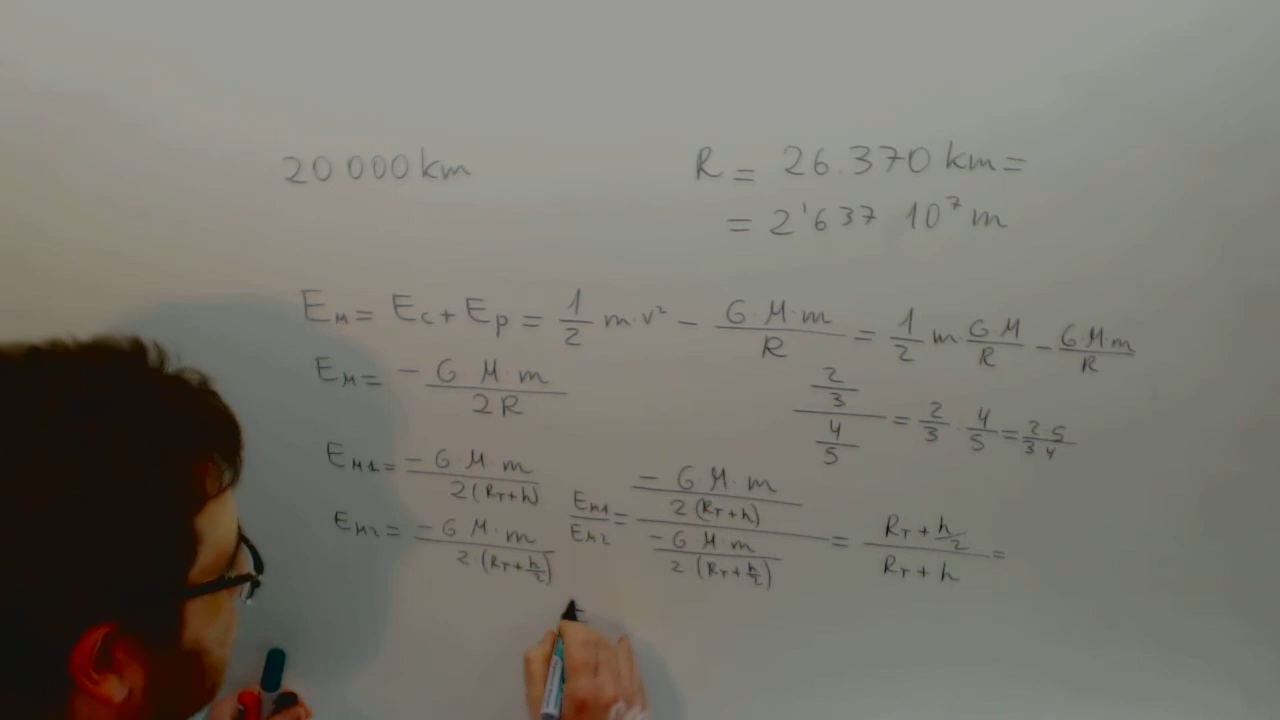 20 000 km
R = 26.370 km =
= 2'637 10⁷ m
E_M = E_C + E_P = 1/2 m·v² - G M·m/R = 1/2 m·G M/R - G M·m/R
E_M = - G M·m/2R
(2/3)/(4/5) = 2/3 · 4/5 = 2·5/3 4
E_M1 = - G M·m/2(R_T+h)
E_M2 = - G M·m/2(R_T+h/2)
E_M1/E_M2 = (- G M·m/2(R_T+h))/(- G M·m/2(R_T+h/2)) = (R_T+h/2)/(R_T+h) =